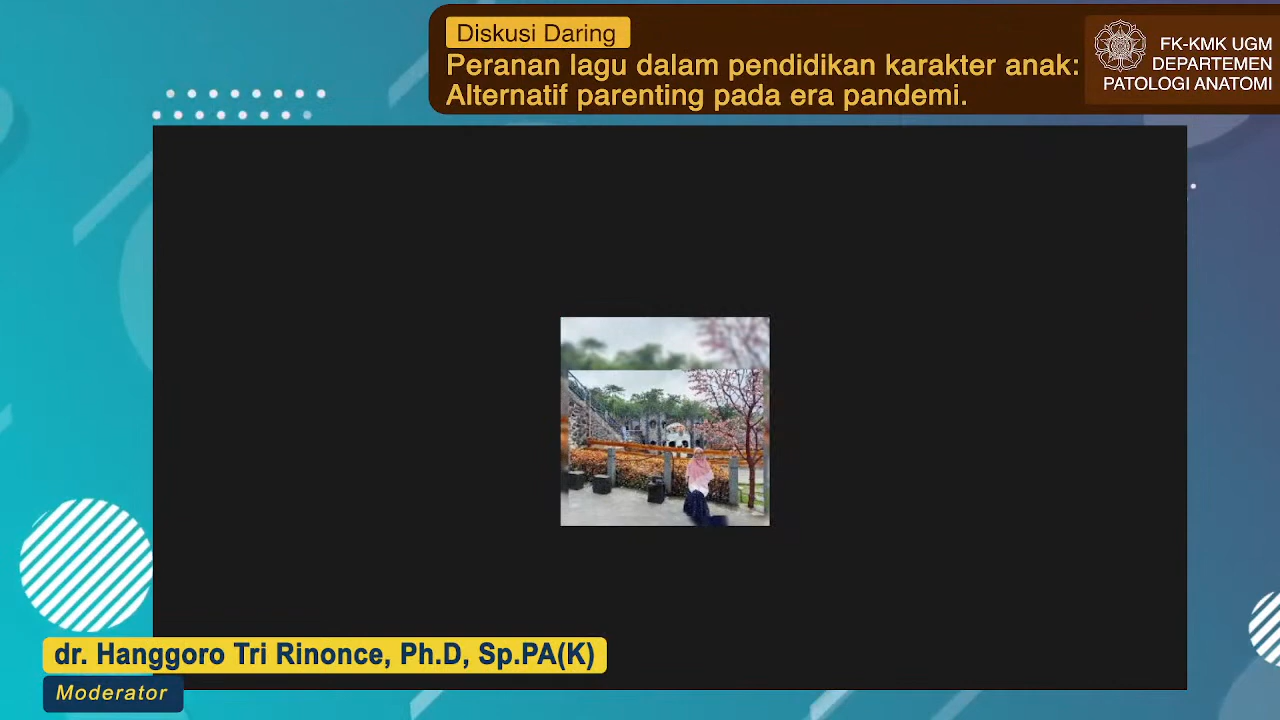 Diskusi Daring
Peranan lagu dalam pendidikan karakter anak:
Alternatif parenting pada era pandemi.
FK-KMK UGM
DEPARTEMEN
PATOLOGI ANATOMI
dr. Hanggoro Tri Rinonce, Ph.D, Sp.PA(K)
Moderator